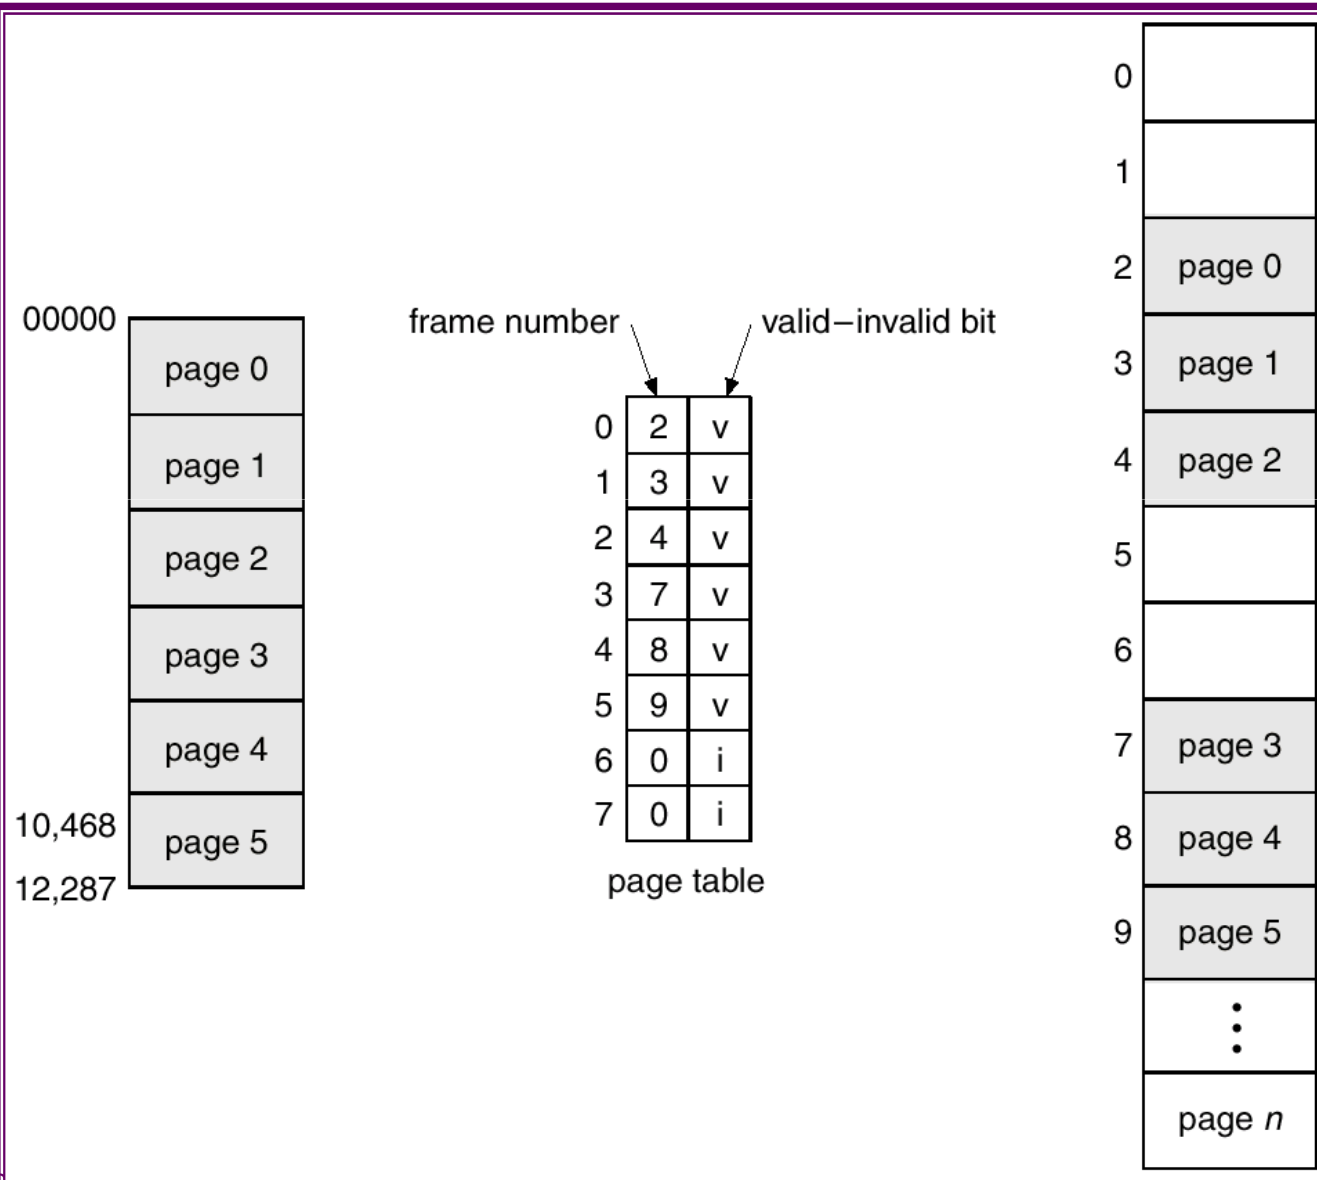 00000
page 0
page 1
page 2
page 3
page 4
10,468
page 5
12,287
frame number
valid–invalid bit
0 2 v
1 3 v
2 4 v
3 7 v
4 8 v
5 9 v
6 0 i
7 0 i
page table
0
1
2 page 0
3 page 1
4 page 2
5
6
7 page 3
8 page 4
9 page 5
⋮
page n